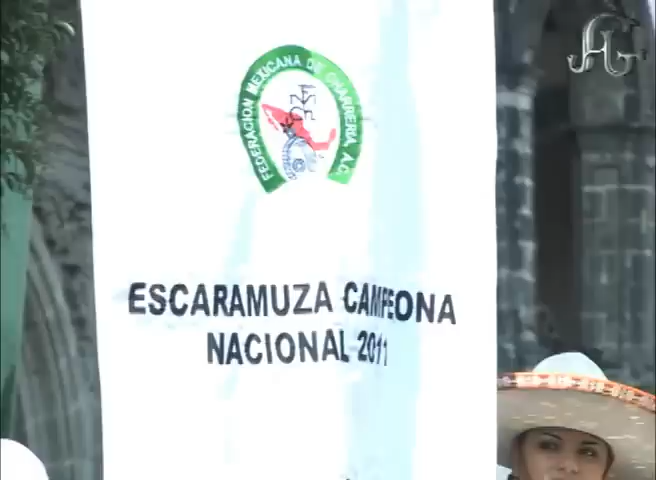 FEDERACION MEXICANA DE CHARRERIA A.C.
ESCARAMUZA CAMPEONA
NACIONAL 2011